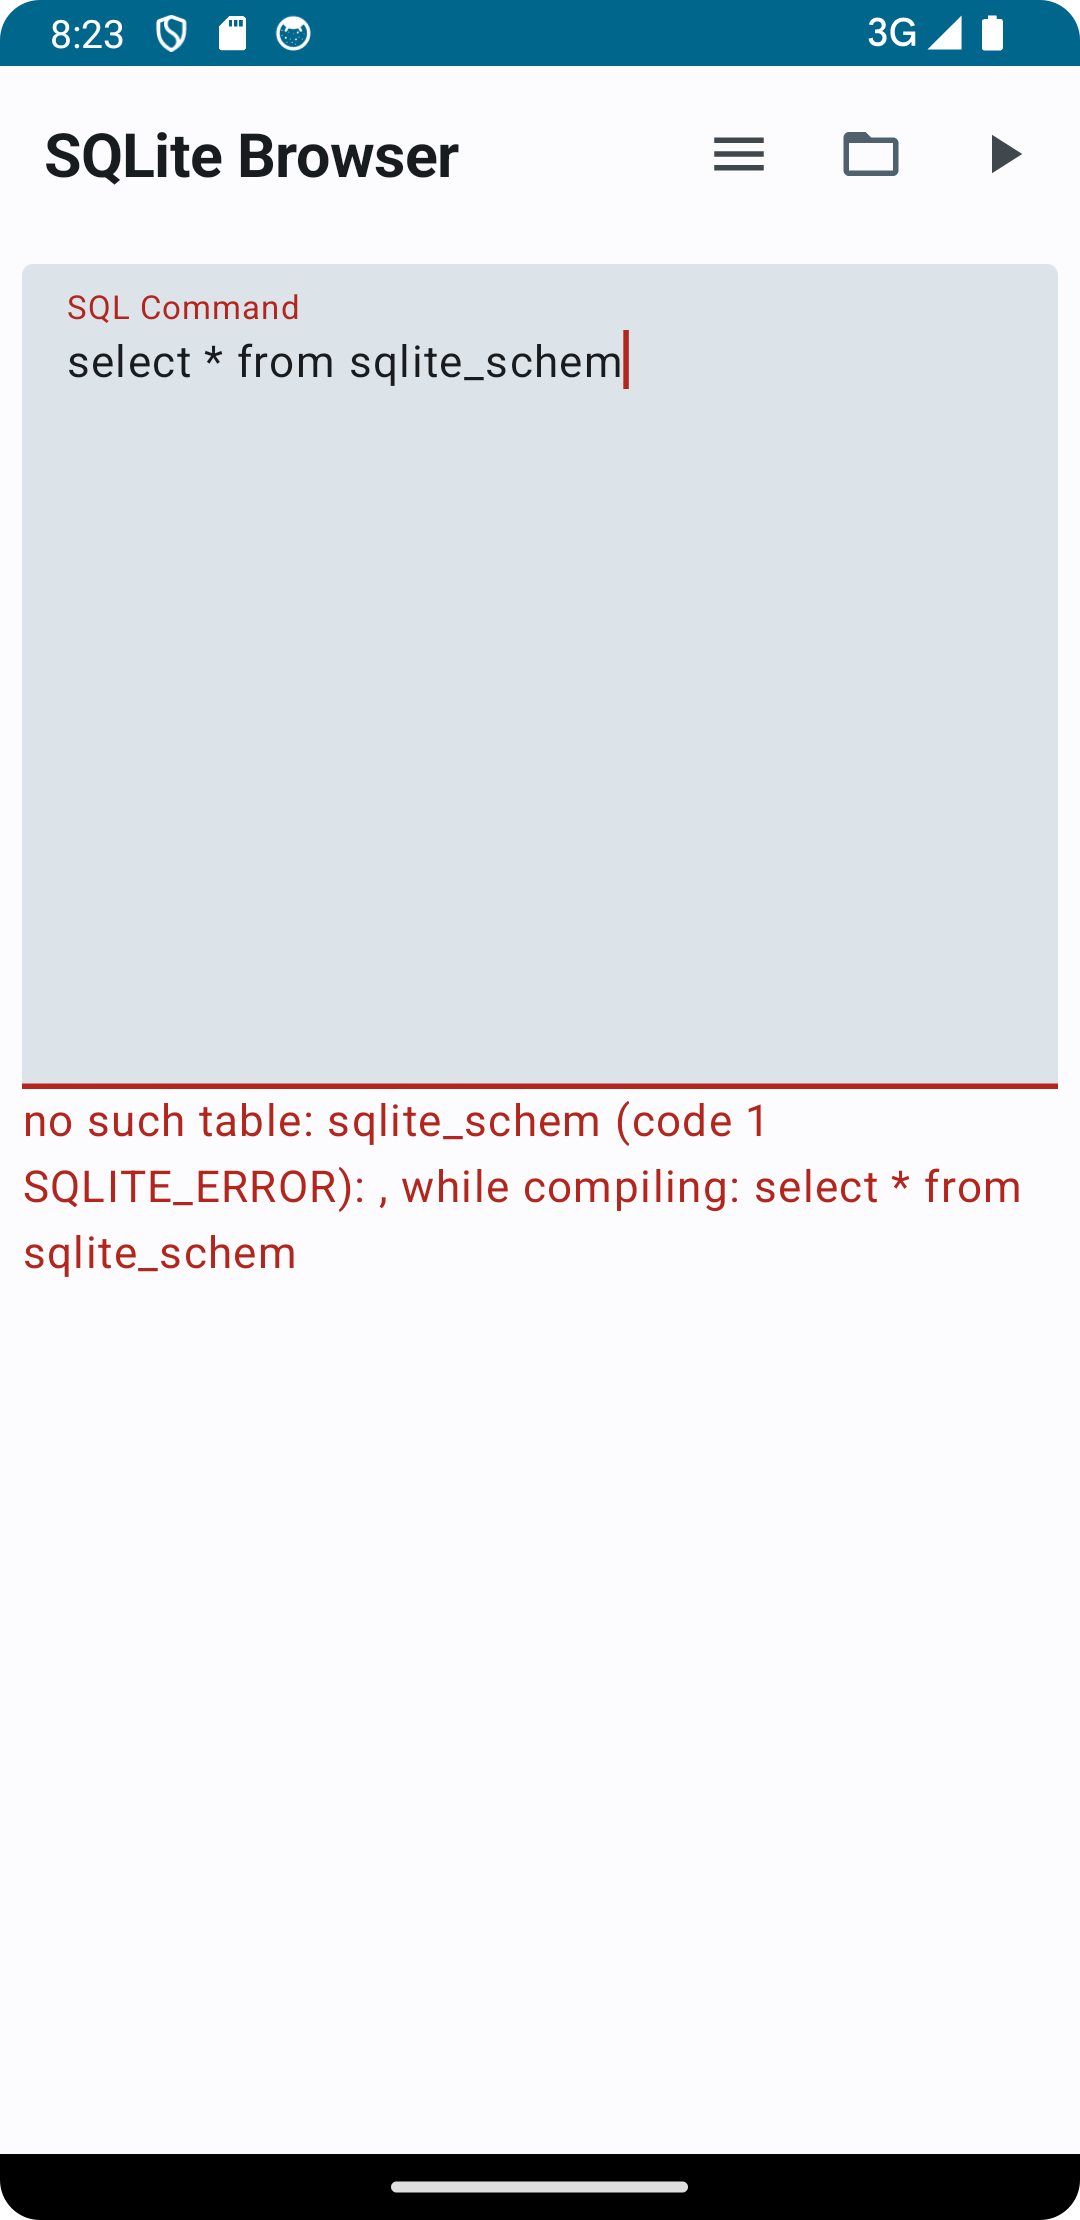 8:23
3G
SQLite Browser
SQL Command
select * from sqlite_schem
no such table: sqlite_schem (code 1
SQLITE_ERROR): , while compiling: select * from
sqlite_schem